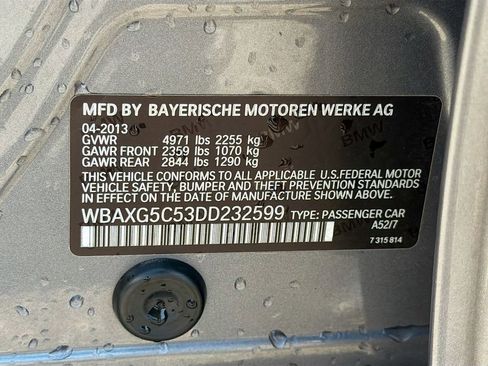 MFD BY BAYERISCHE MOTOREN WERKE AG
04-2013
GVWR 4971 lbs 2255 kg
GAWR FRONT 2359 lbs 1070 kg
GAWR REAR 2844 lbs 1290 kg
THIS VEHICLE CONFORMS TO ALL APPLICABLE U.S.FEDERAL MOTOR
VEHICLE SAFETY, BUMPER AND THEFT PREVENTION STANDARDS
IN EFFECT ON THE DATE OF MANUFACTURE SHOWN ABOVE.
WBAXG5C53DD232599 TYPE: PASSENGER CAR
A52/7
7 315 814